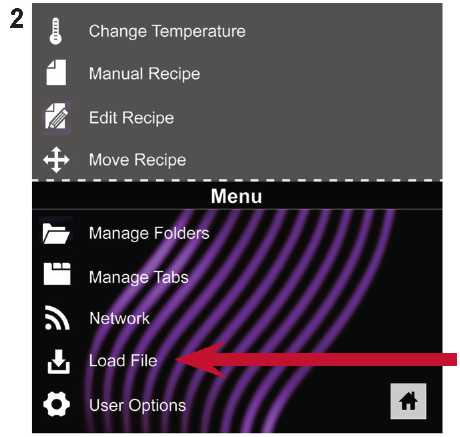 2
Change Temperature
Manual Recipe
Edit Recipe
Move Recipe
Menu
Manage Folders
Manage Tabs
Network
Load File
User Options